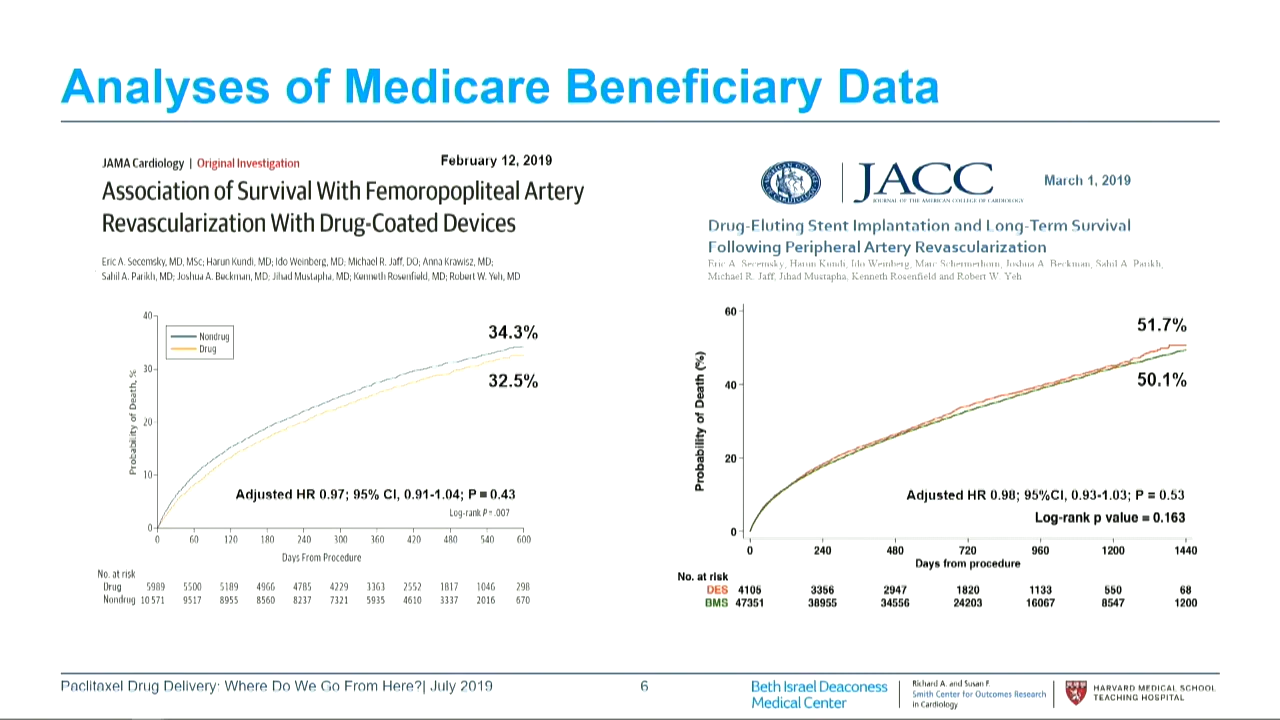 Analyses of Medicare Beneficiary Data
JAMA Cardiology | Original Investigation
February 12, 2019
Association of Survival With Femoropopliteal Artery
Revascularization With Drug-Coated Devices
Eric A. Secemsky, MD, MSc; Harun Kundi, MD; Ido Weinberg, MD; Michael R. Jaff, DO; Anna Krawisz, MD;
Sahil A. Parikh, MD; Joshua A. Beckman, MD; Jihad Mustapha, MD; Kenneth Rosenfield, MD; Robert W. Yeh, MD
40
30
20
10
0
Probability of Death, %
Nondrug
Drug
34.3%
32.5%
Adjusted HR 0.97; 95% CI, 0.91-1.04; P = 0.43
Log-rank P = .007
0 60 120 180 240 300 360 420 480 540 600
Days From Procedure
No. at risk
Drug 5989 5500 5189 4966 4785 4229 3363 2552 1817 1046 298
Nondrug 10 571 9517 8955 8560 8237 7321 5935 4610 3337 2016 670
JACC
JOURNAL OF THE AMERICAN COLLEGE OF CARDIOLOGY
March 1, 2019
Drug-Eluting Stent Implantation and Long-Term Survival
Following Peripheral Artery Revascularization
Eric A. Secemsky, Harun Kundi, Ido Weinberg, Marc Schermerhorn, Joshua A. Beckman, Sahil A. Parikh,
Michael R. Jaff, Jihad Mustapha, Kenneth Rosenfield and Robert W. Yeh
60
40
20
0
Probability of Death (%)
51.7%
50.1%
Adjusted HR 0.98; 95%CI, 0.93-1.03; P = 0.53
Log-rank p value = 0.163
0 240 480 720 960 1200 1440
Days from procedure
No. at risk
DES 4105 3356 2947 1820 1133 550 68
BMS 47351 38955 34556 24203 16067 8547 1200
Paclitaxel Drug Delivery: Where Do We Go From Here?| July 2019
6
Beth Israel Deaconess
Medical Center
Richard A. and Susan F.
Smith Center for Outcomes Research
in Cardiology
HARVARD MEDICAL SCHOOL
TEACHING HOSPITAL